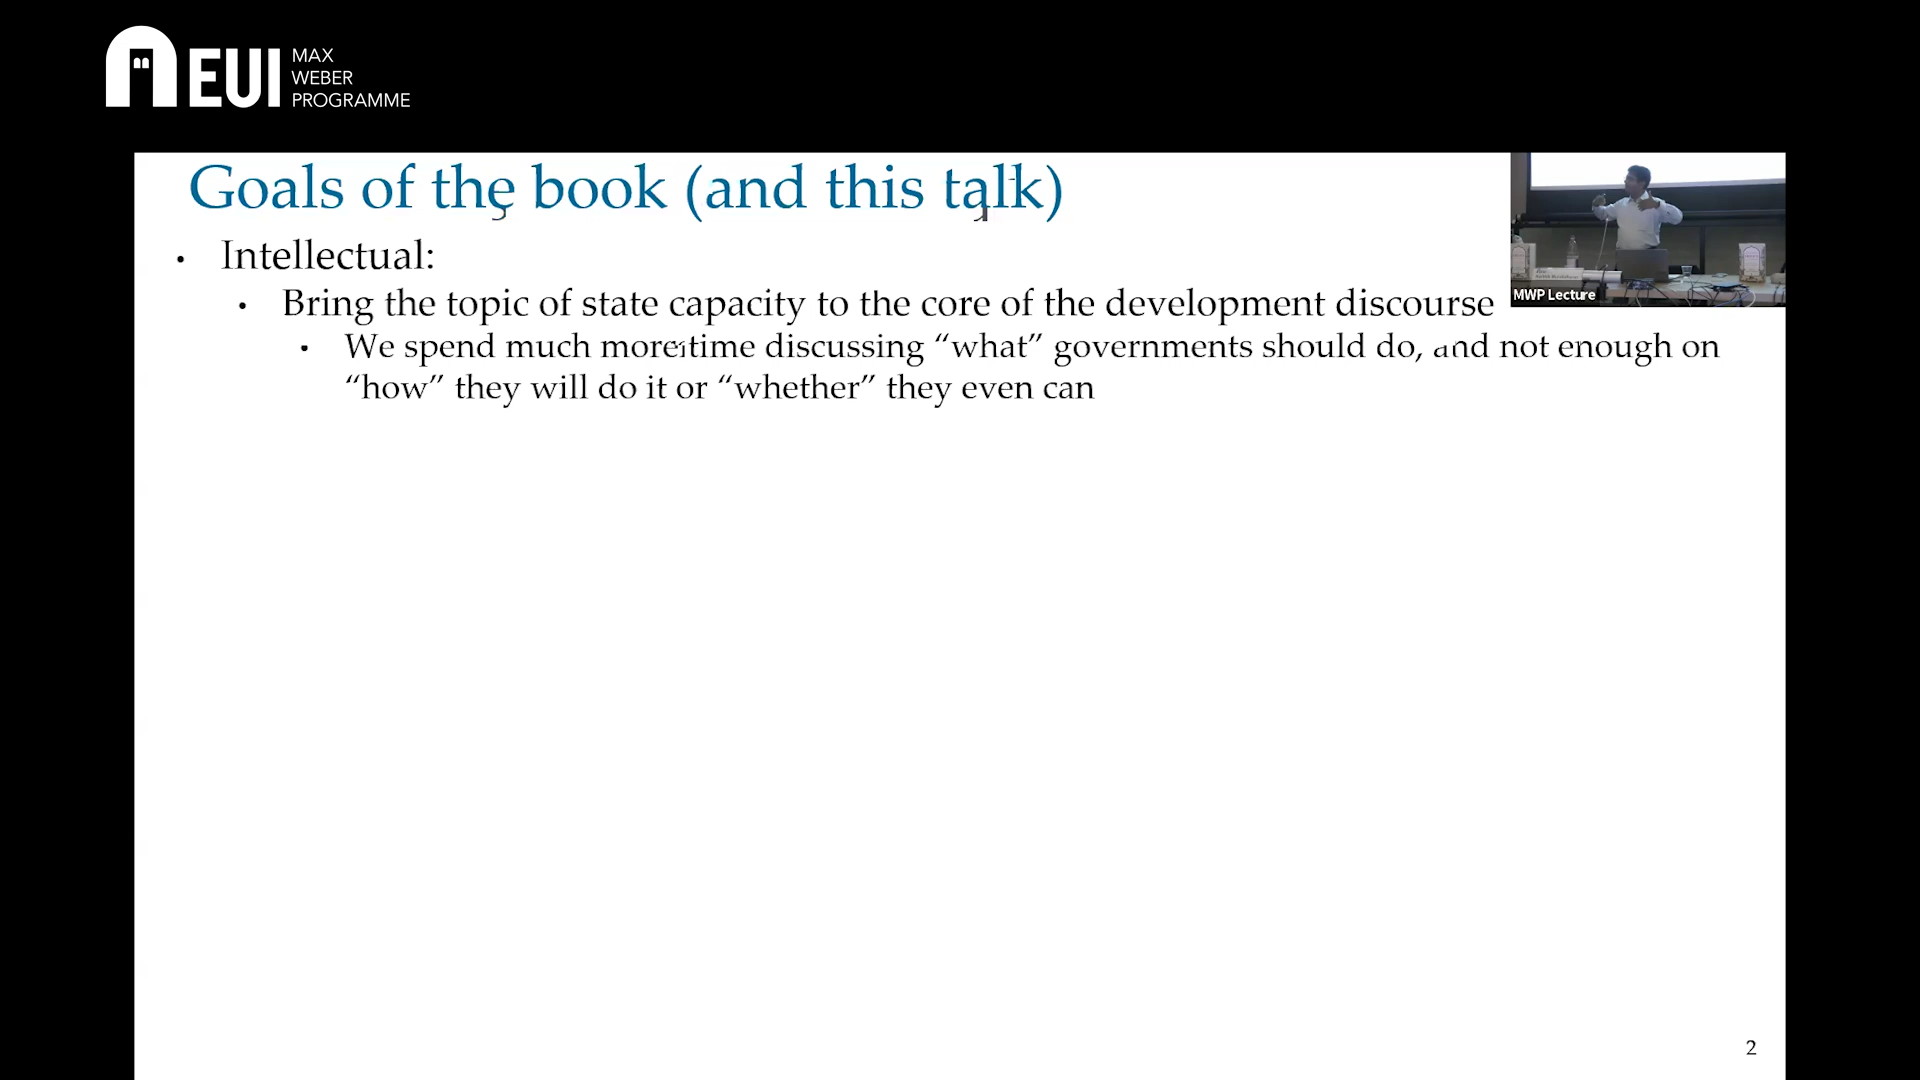 EUI
MAX
WEBER
PROGRAMME
Goals of the book (and this talk)
• Intellectual:
• Bring the topic of state capacity to the core of the development discourse
• We spend much more time discussing “what” governments should do, and not enough on
“how” they will do it or “whether” they even can
MWP Lecture
2